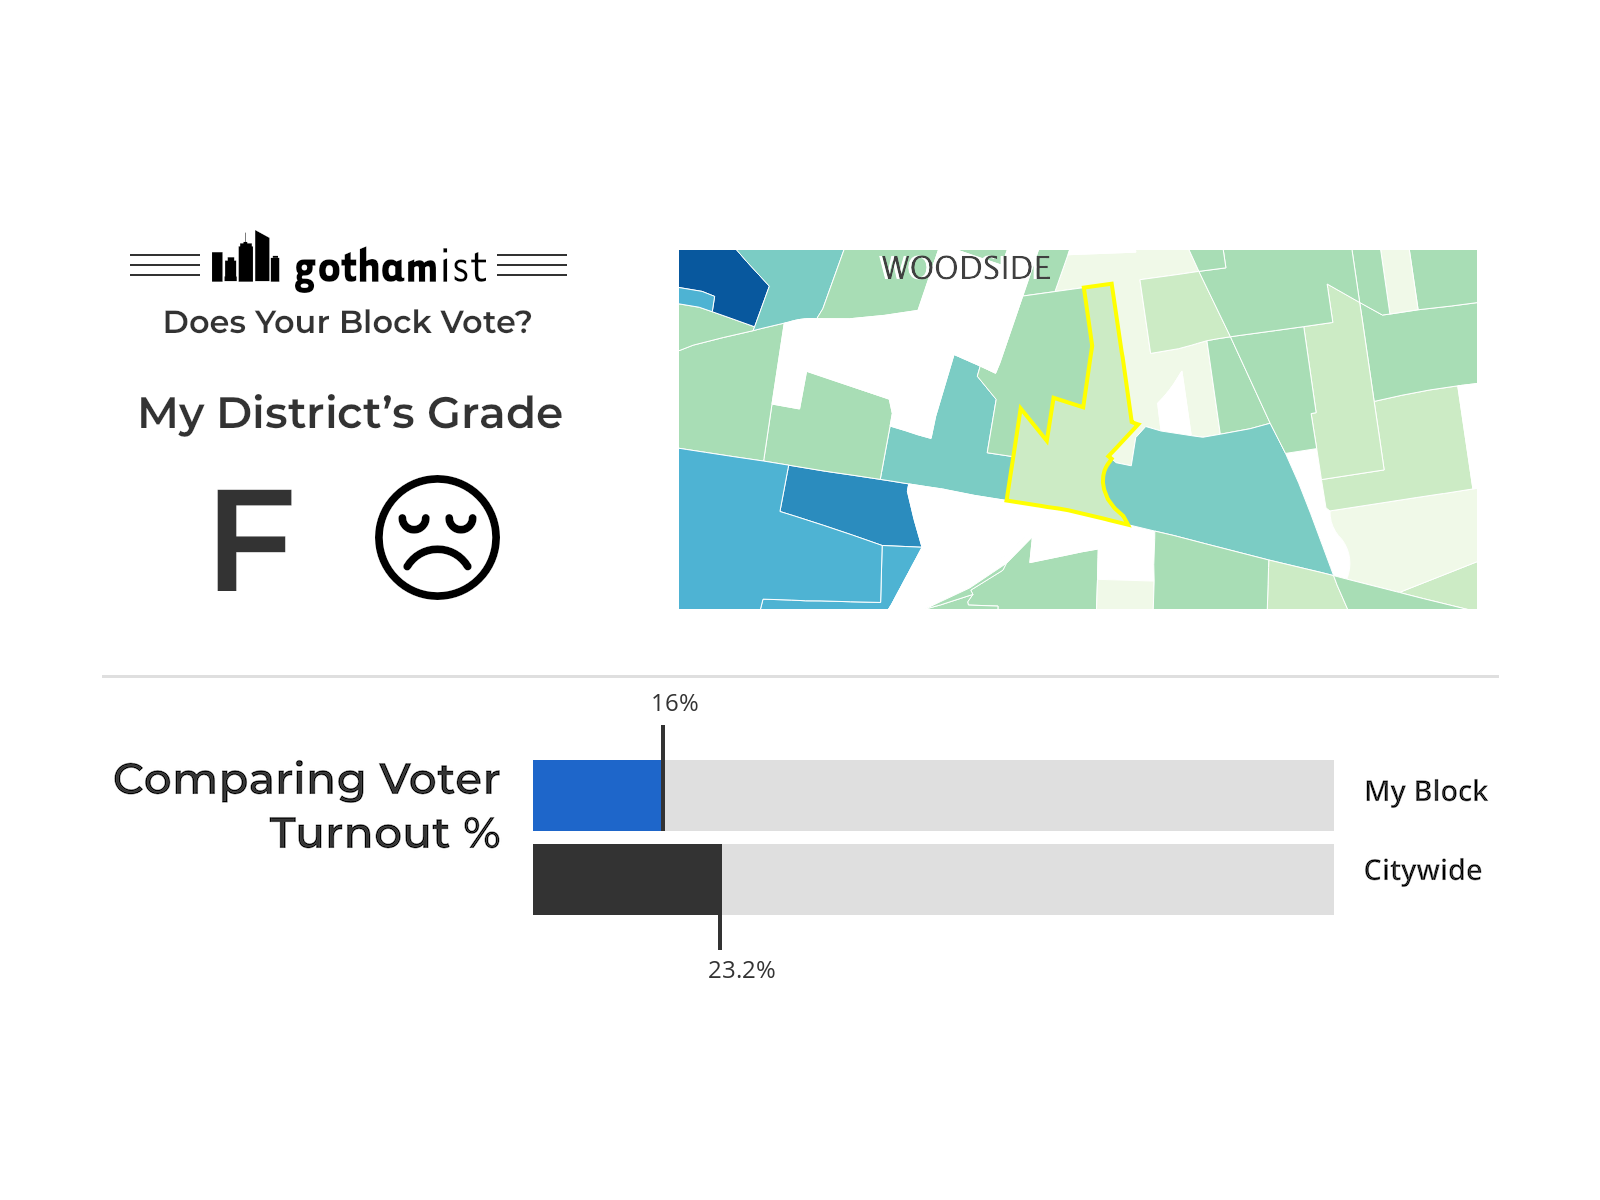 gothamist
Does Your Block Vote?
My District’s Grade
F
WOODSIDE
16%
Comparing Voter
Turnout %
My Block
Citywide
23.2%